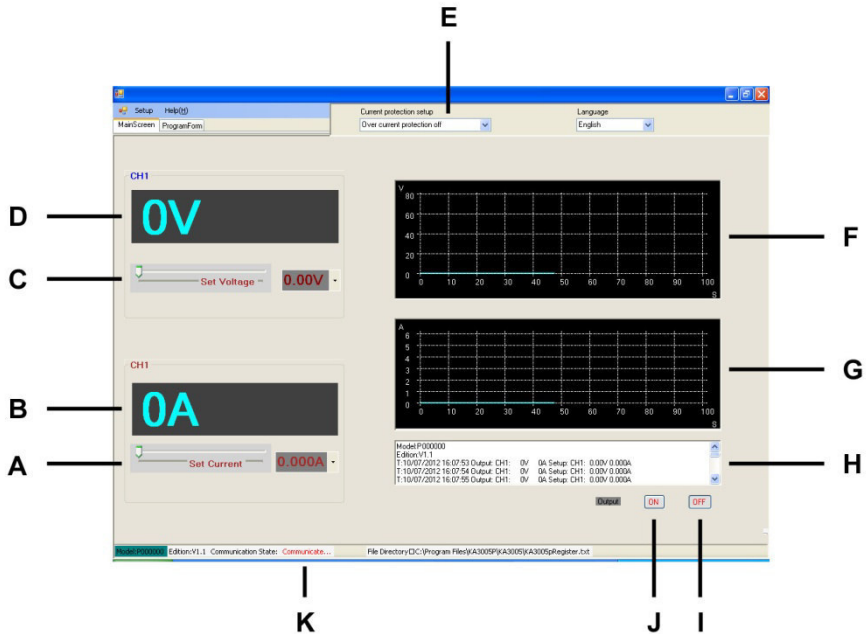 E
Setup Help(H)
Current protection setup Language
MainScreen ProgramForm
Over current protection off English
CH1
V
80
60
40
20
0
0 10 20 30 40 50 60 70 80 90 100
S
D
0V
F
C
Set Voltage
0.00V
CH1
A
6
5
4
3
2
1
0
0 10 20 30 40 50 60 70 80 90 100
S
G
B
0A
A
Set Current
0.000A
Model:P000000
Edition:V1.1
T:10/07/2012 16:07:53 Output: CH1: 0V 0A Setup: CH1: 0.00V 0.000A
T:10/07/2012 16:07:54 Output: CH1: 0V 0A Setup: CH1: 0.00V 0.000A
T:10/07/2012 16:07:55 Output: CH1: 0V 0A Setup: CH1: 0.00V 0.000A
H
Output ON OFF
Model:P000000 Edition:V1.1 Communication State: Communicate... File Directory□C:\Program Files\KA3005P\KA3005\KA3005pRegister.txt
K J I